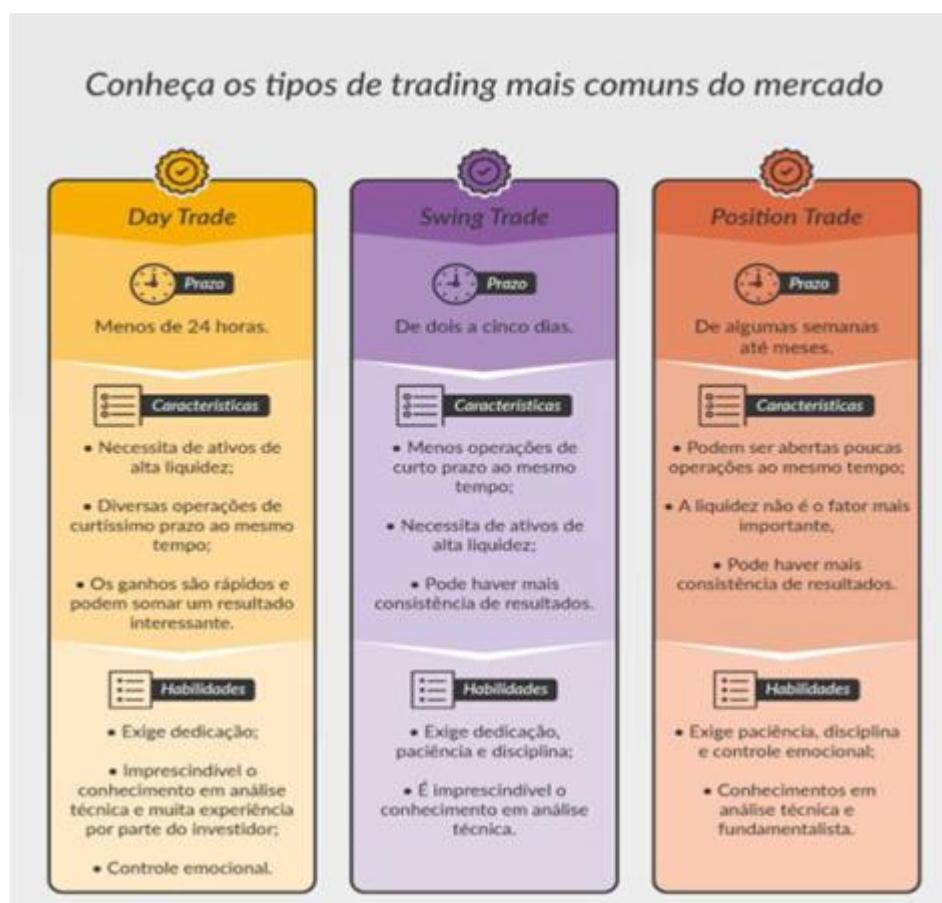 Conheça os tipos de trading mais comuns do mercado
Day Trade
Prazo
Menos de 24 horas.
Características
• Necessita de ativos de
alta liquidez;
• Diversas operações de
curtíssimo prazo ao mesmo
tempo;
• Os ganhos são rápidos e
podem somar um resultado
interessante.
Habilidades
• Exige dedicação;
• Imprescindível o
conhecimento em análise
técnica e muita experiência
por parte do investidor;
• Controle emocional.
Swing Trade
Prazo
De dois a cinco dias.
Características
• Menos operações de
curto prazo ao mesmo
tempo;
• Necessita de ativos de
alta liquidez;
• Pode haver mais
consistência de resultados.
Habilidades
• Exige dedicação,
paciência e disciplina;
• É imprescindível o
conhecimento em análise
técnica.
Position Trade
Prazo
De algumas semanas
até meses.
Características
• Podem ser abertas poucas
operações ao mesmo tempo;
• A liquidez não é o fator mais
importante,
• Pode haver mais
consistência de resultados.
Habilidades
• Exige paciência, disciplina
e controle emocional;
• Conhecimentos em
análise técnica e
fundamentalista.